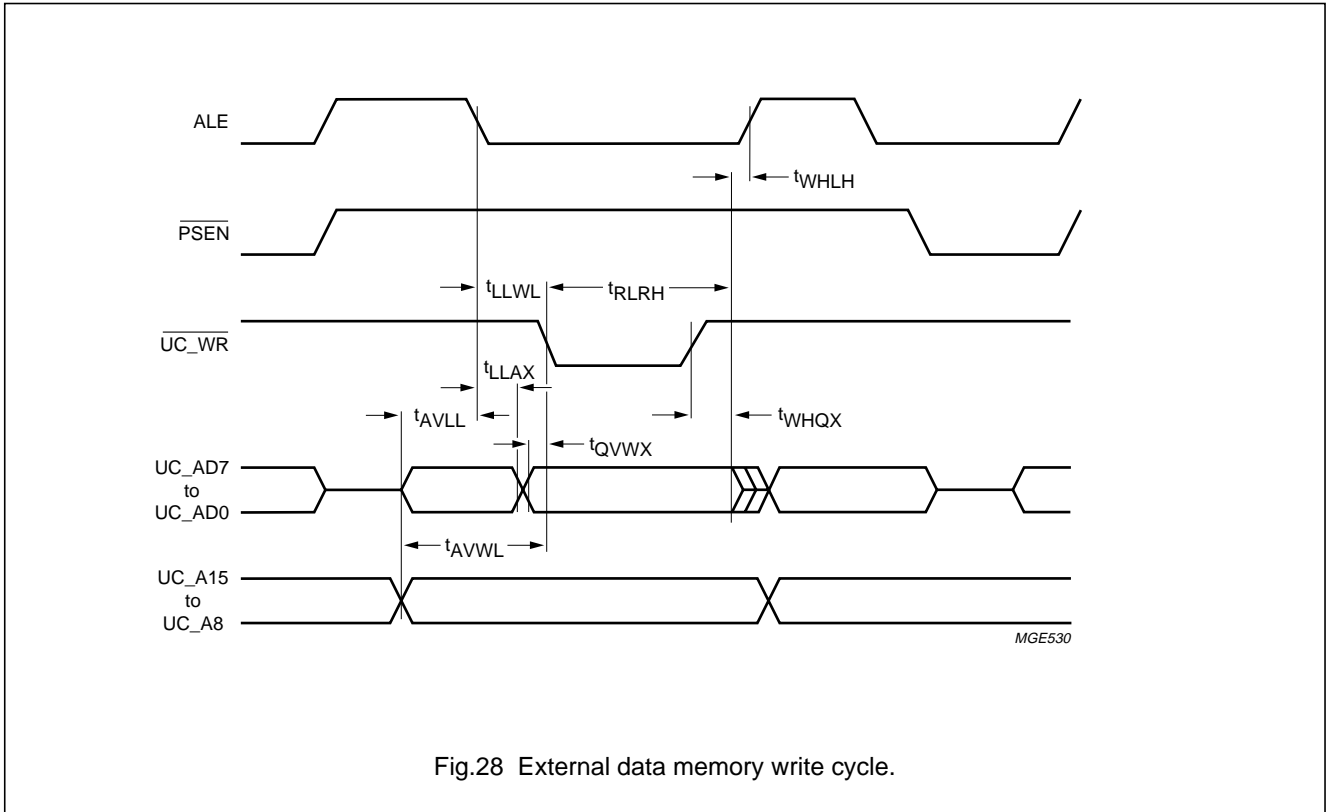 ALE
tWHLH
PSEN
tLLWL
tRLRH
UC_WR
tLLAX
tAVLL
tWHQX
tQVWX
UC_AD7
to
UC_AD0
tAVWL
UC_A15
to
UC_A8
MGE530
Fig.28 External data memory write cycle.